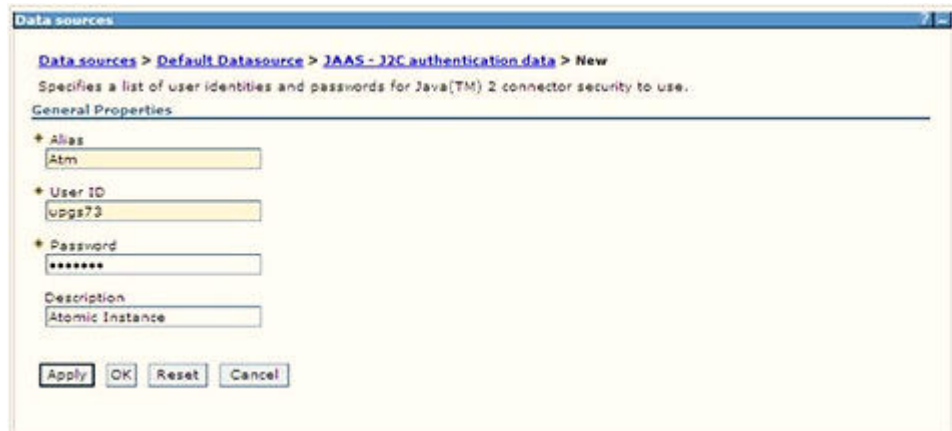 Data sources ? –
Data sources > Default Datasource > JAAS - J2C authentication data > New
Specifies a list of user identities and passwords for Java(TM) 2 connector security to use.
General Properties
* Alias
Atm
* User ID
upgs73
* Password
•••••••
Description
Atomic Instance
Apply OK Reset Cancel